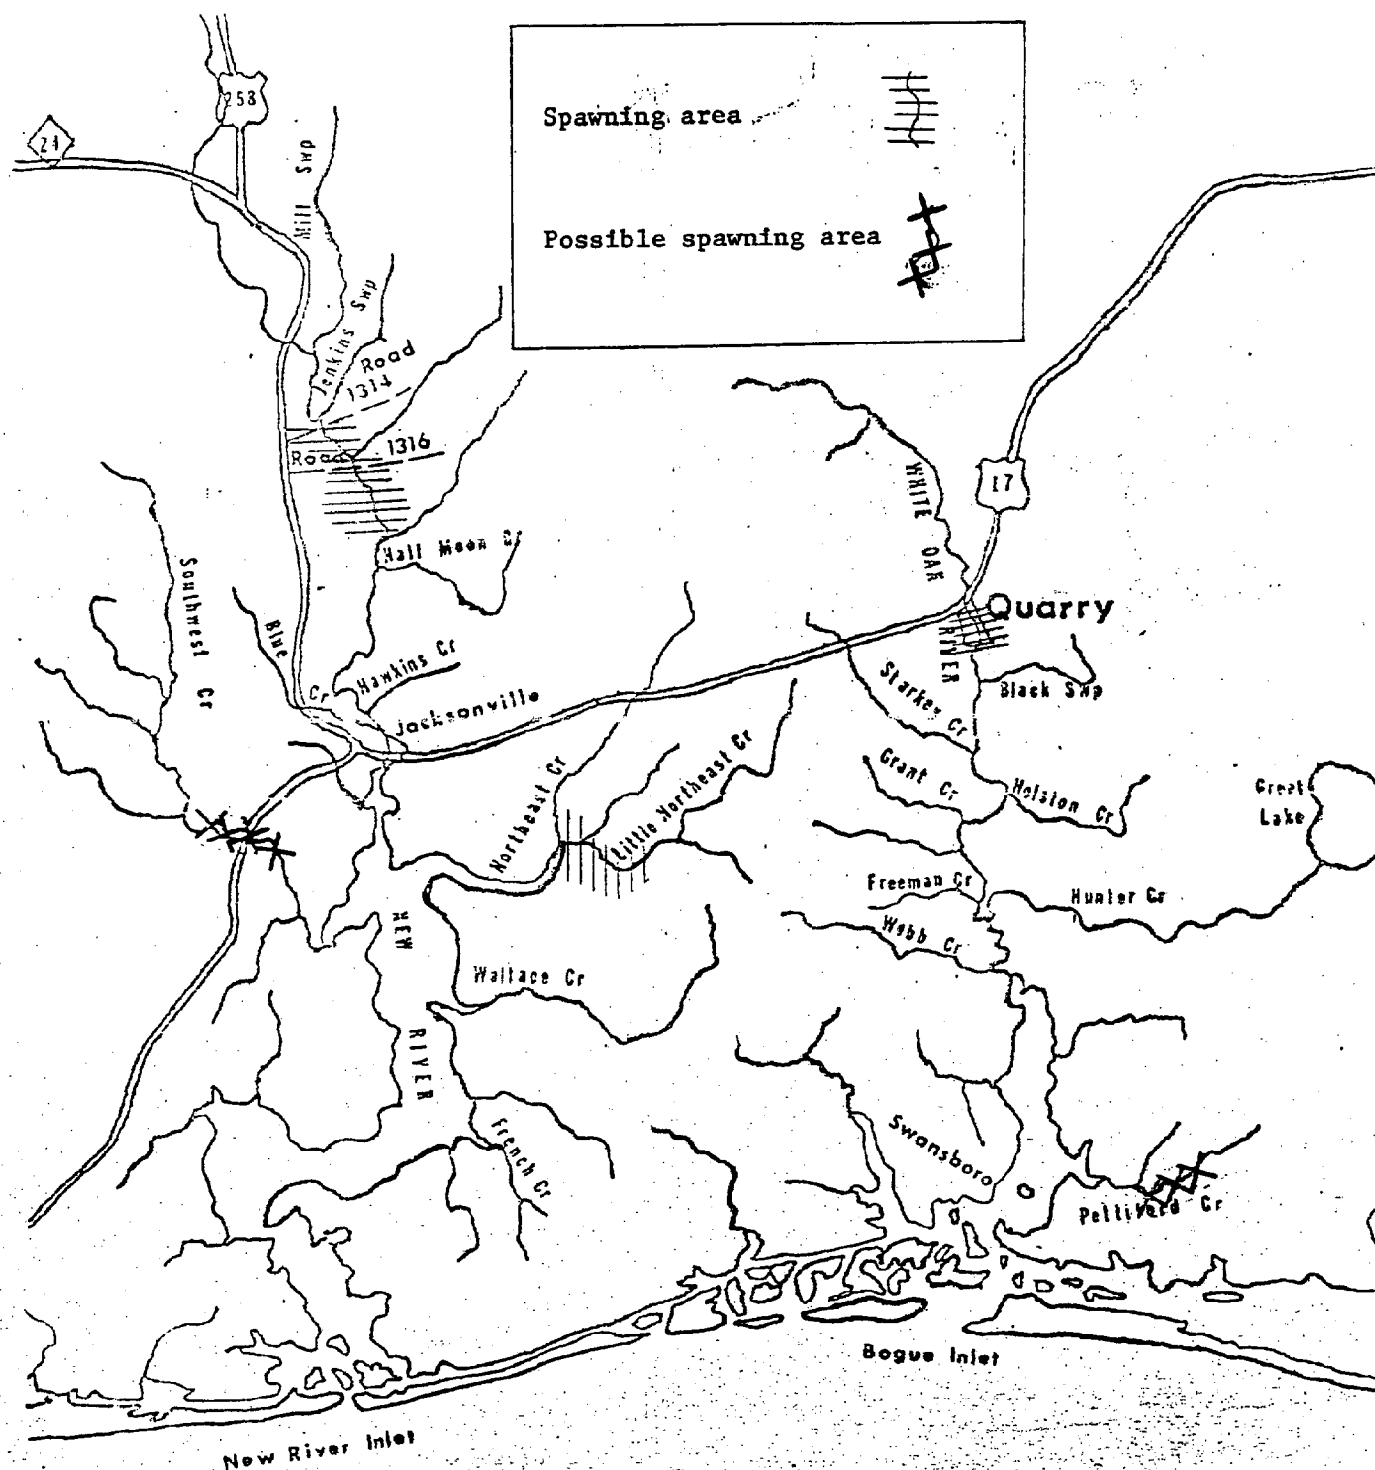 258
24
Spawning area
Possible spawning area
Mill Swp
Jenkins Swp
Road
1314
Road 1316
Half Moon Cr
WHITE OAK RIVER
17
Quarry
Southwest Cr
Blue Cr
Hawkins Cr
Jacksonville
Black Swp
Starkey Cr
Grant Cr
Holston Cr
Great Lake
Northeast Cr
Little Northeast Cr
Freeman Cr
Hunter Cr
Webb Cr
NEW RIVER
Wallace Cr
French Cr
Swansboro
Pettiford Cr
Bogue Inlet
New River Inlet